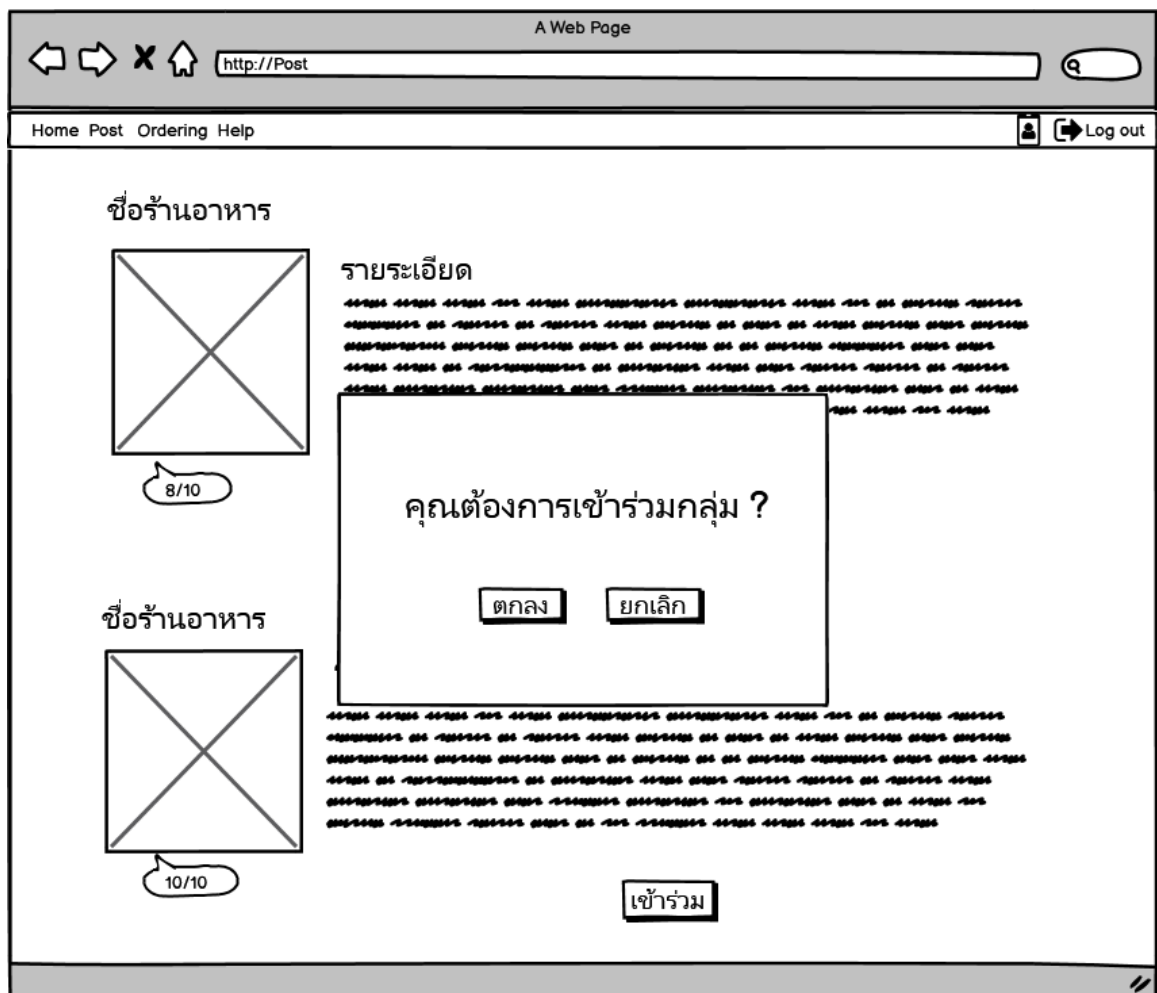 A Web Page
http://Post
Home Post Ordering Help Log out
ชื่อร้านอาหาร
รายระเอียด
8/10
คุณต้องการเข้าร่วมกลุ่ม ?
ตกลง ยกเลิก
ชื่อร้านอาหาร
10/10
เข้าร่วม